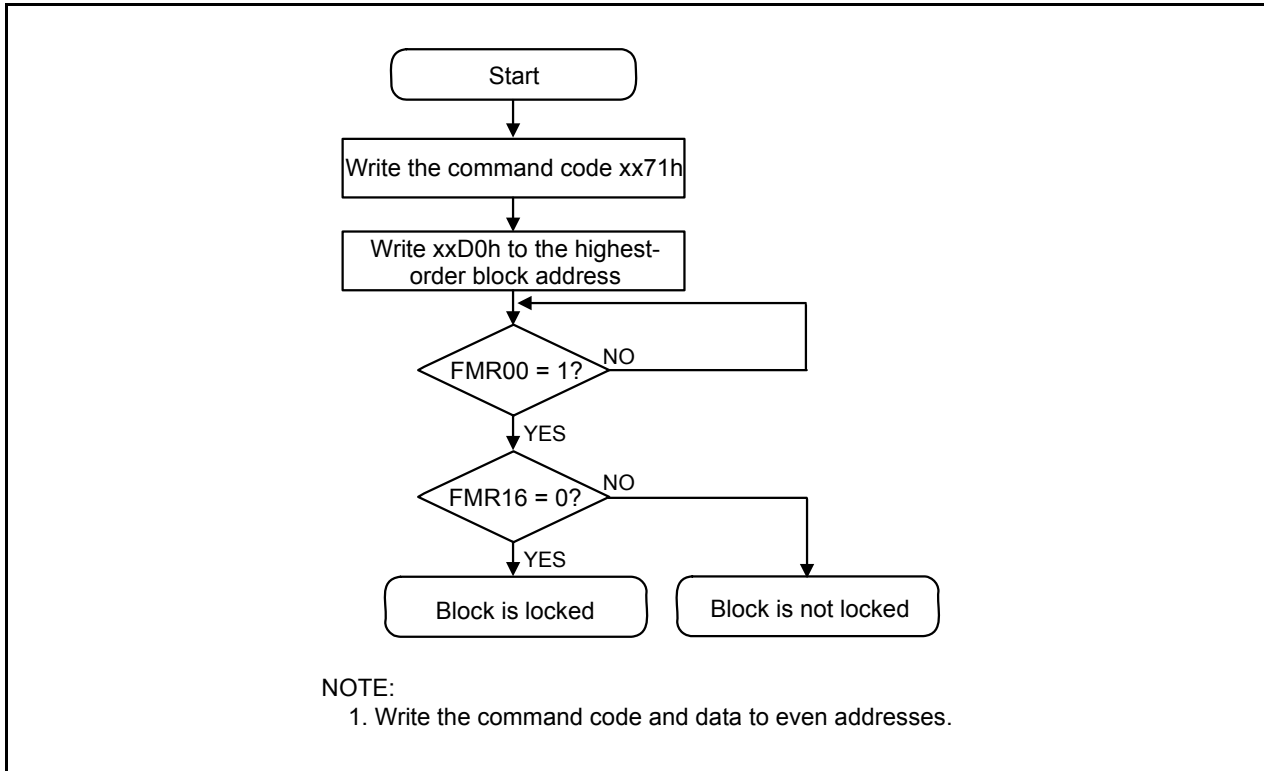 Start
Write the command code xx71h
Write xxD0h to the highest-
order block address
FMR00 = 1?
NO
YES
FMR16 = 0?
NO
YES
Block is locked
Block is not locked
NOTE:
1. Write the command code and data to even addresses.